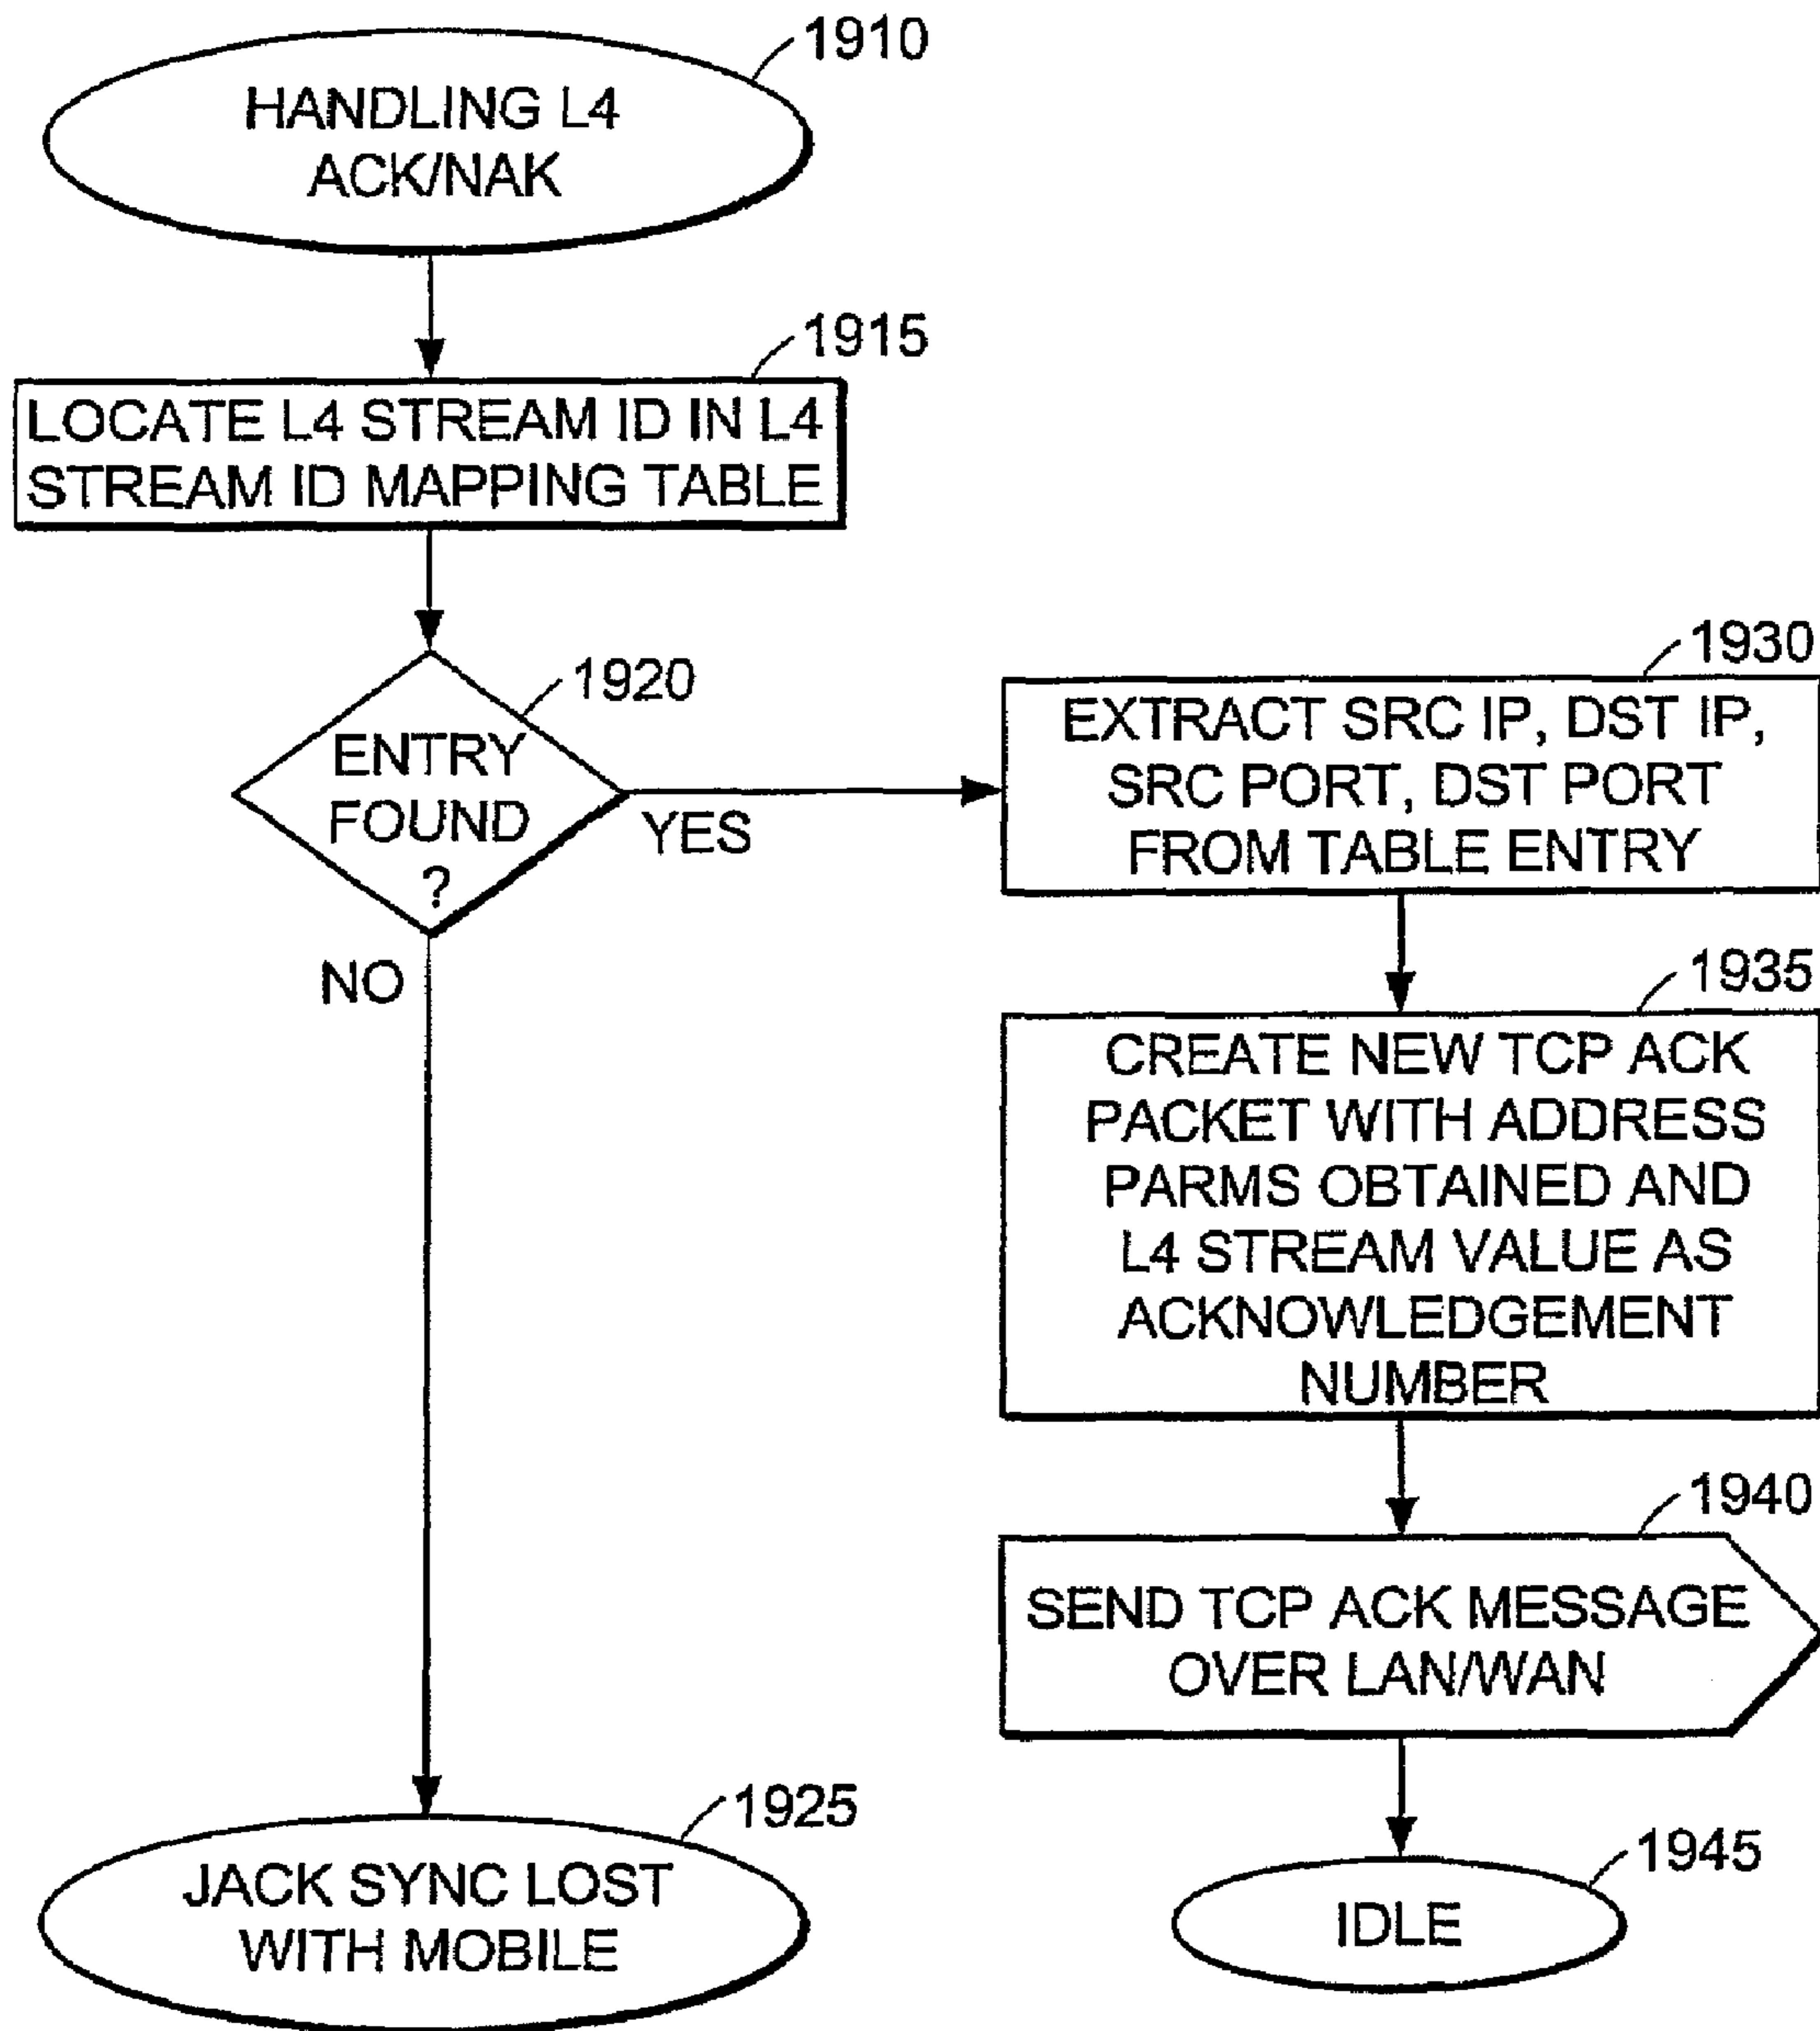 1910
HANDLING L4
ACK/NAK
1915
LOCATE L4 STREAM ID IN L4
STREAM ID MAPPING TABLE
1920
ENTRY
FOUND
?
YES
NO
1930
EXTRACT SRC IP, DST IP,
SRC PORT, DST PORT
FROM TABLE ENTRY
1935
CREATE NEW TCP ACK
PACKET WITH ADDRESS
PARMS OBTAINED AND
L4 STREAM VALUE AS
ACKNOWLEDGEMENT
NUMBER
1940
SEND TCP ACK MESSAGE
OVER LAN/WAN
1925
JACK SYNC LOST
WITH MOBILE
1945
IDLE